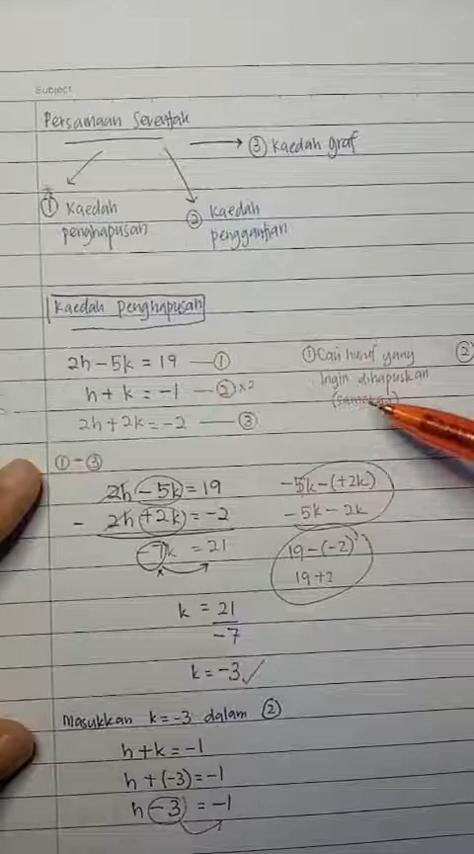 Subject
Persamaan Serentak
③ Kaedah graf
① Kaedah
penghapusan
② Kaedah
penggantian
Kaedah Penghapusan
2h - 5k = 19 — ①
h + k = -1 — ② ×2
2h + 2k = -2 — ③
① Cari huruf yang
ingin dihapuskan
②
① - ③
2h - 5k = 19
- 2h + 2k = -2
-7k = 21
-5k - (+2k)
-5k - 2k
19 - (-2)
19 + 2
k = 21
-7
k = -3 ✓
Masukkan k = -3 dalam ②
h + k = -1
h + (-3) = -1
h - 3 = -1